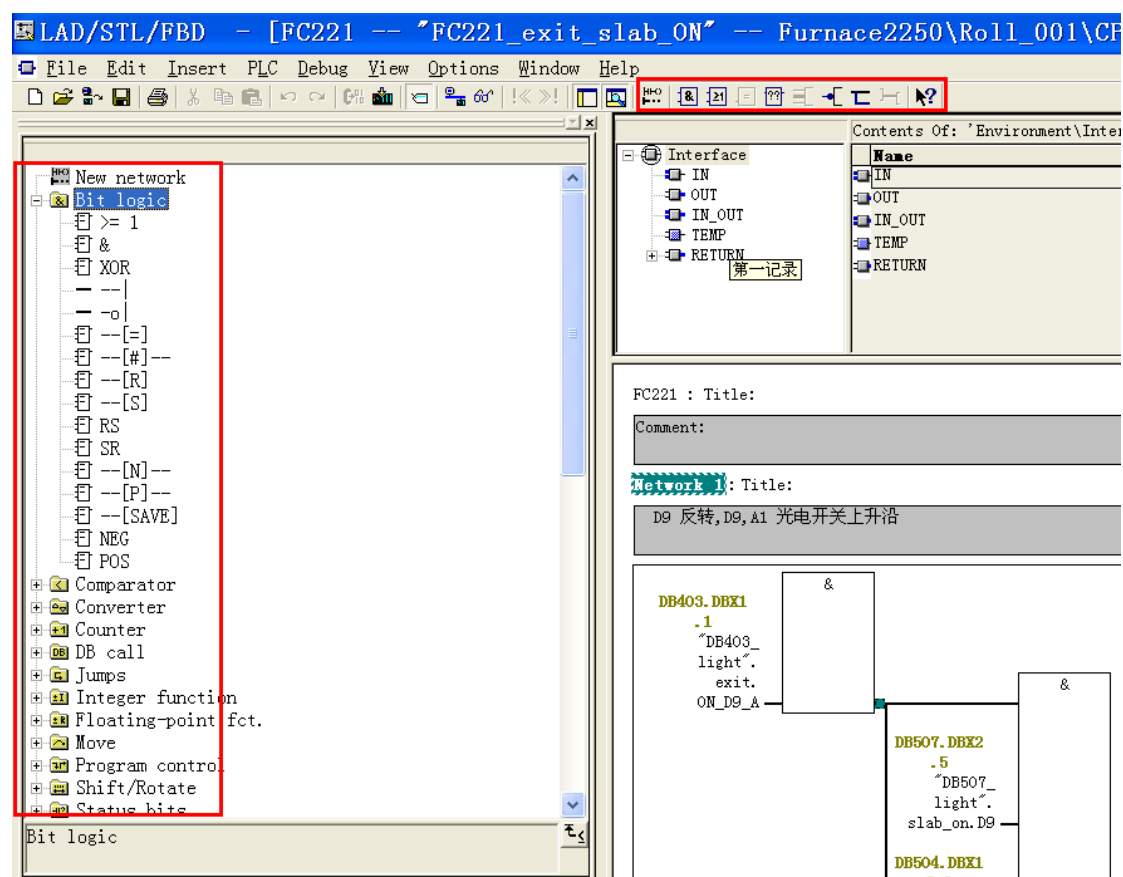 LAD/STL/FBD - [FC221 -- "FC221_exit_slab_ON" -- Furnace2250\Roll_001\CP
File Edit Insert PLC Debug View Options Window Help
New network
Bit logic
>= 1
&
XOR
--|
-o|
--[=]
--[#]--
--[R]
--[S]
RS
SR
--[N]--
--[P]--
--[SAVE]
NEG
POS
Comparator
Converter
Counter
DB call
Jumps
Integer function
Floating-point fct.
Move
Program control
Shift/Rotate
Status bits
Bit logic
Contents Of: 'Environment\Inter
Interface
IN
OUT
IN_OUT
TEMP
RETURN
第一记录
Name
IN
OUT
IN_OUT
TEMP
RETURN
FC221 : Title:
Comment:
Network 1: Title:
D9 反转,D9,A1 光电开关上升沿
&
DB403.DBX1
.1
"DB403_
light".
exit.
ON_D9_A
&
DB507.DBX2
.5
"DB507_
light".
slab_on.D9
DB504.DBX1